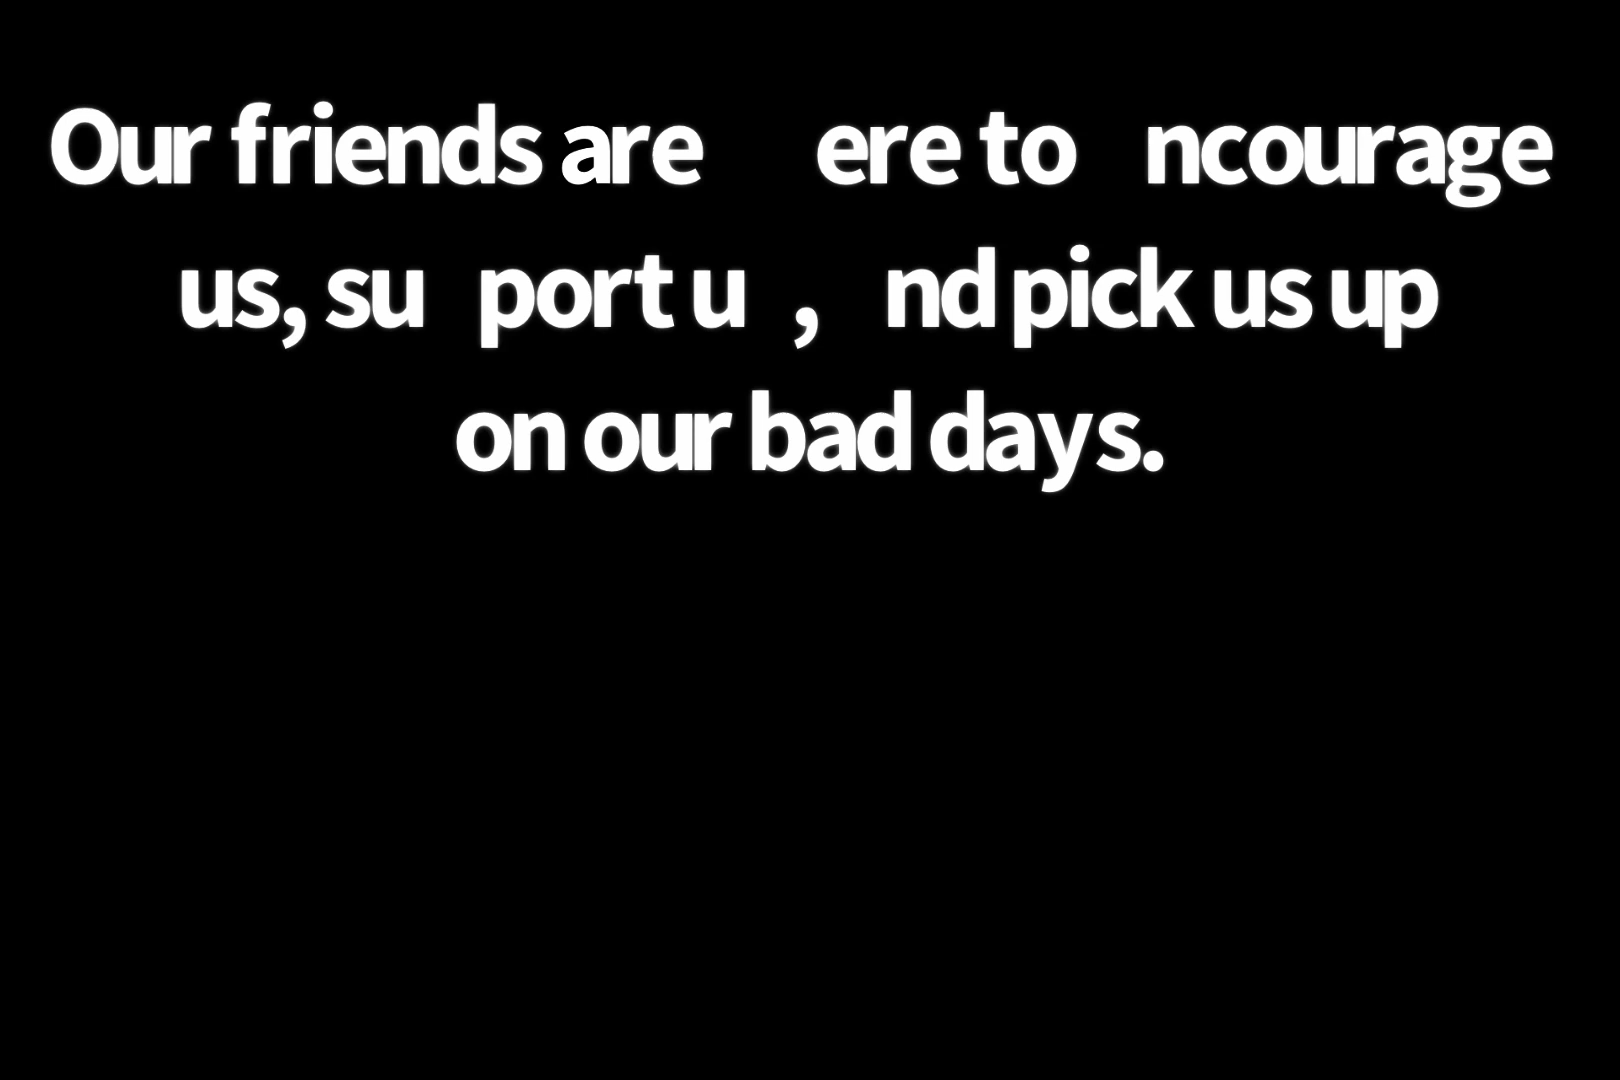 Our friends are ere to ncourage
us, su port u , nd pick us up
on our bad days.